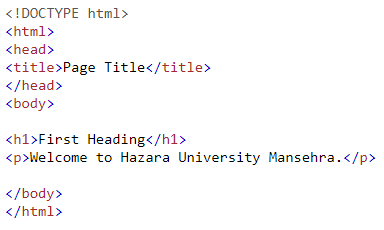 <!DOCTYPE html>
<html>
<head>
<title>Page Title</title>
</head>
<body>
<h1>First Heading</h1>
<p>Welcome to Hazara University Mansehra.</p>
</body>
</html>